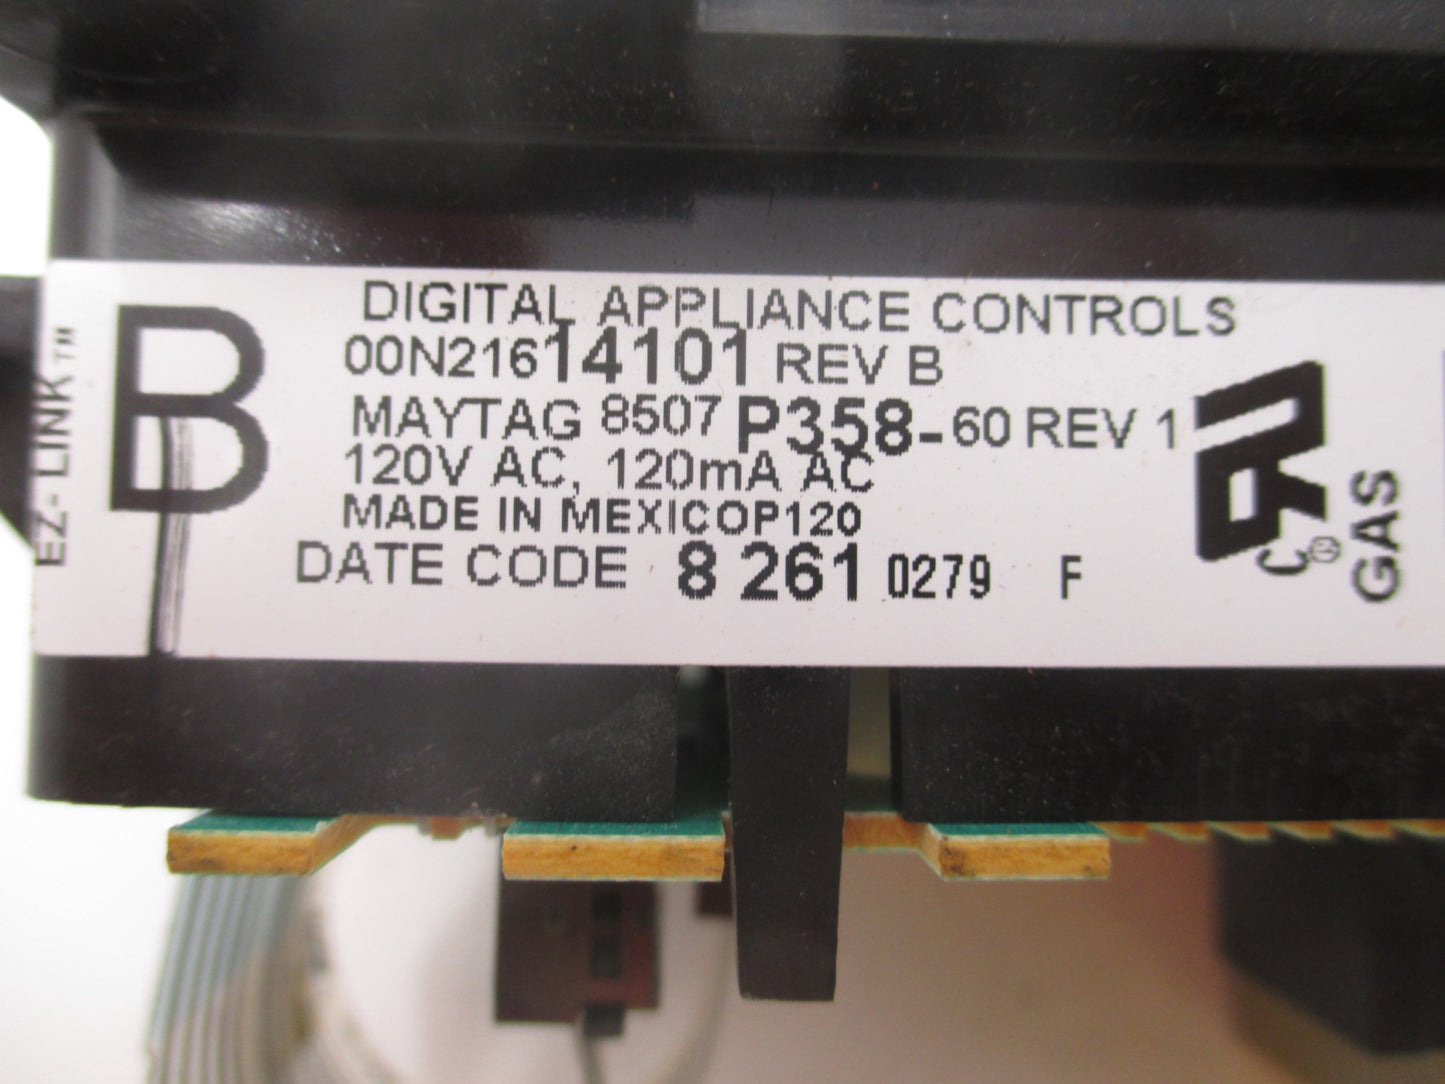 DIGITAL APPLIANCE CONTROLS
00N21614101 REV B
MAYTAG 8507P358-60 REV 1
120V AC, 120mA AC
MADE IN MEXICOP120
DATE CODE 8 261 0279 F
B
EZ-LINK™
C
GAS